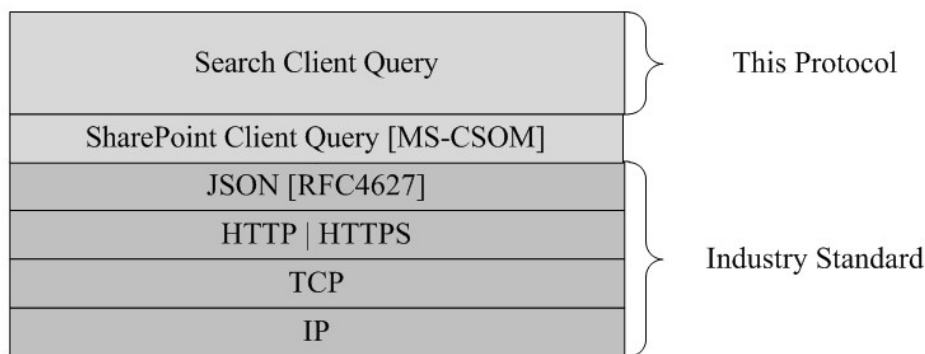 Search Client Query
This Protocol
SharePoint Client Query [MS-CSOM]
JSON [RFC4627]
HTTP | HTTPS
Industry Standard
TCP
IP